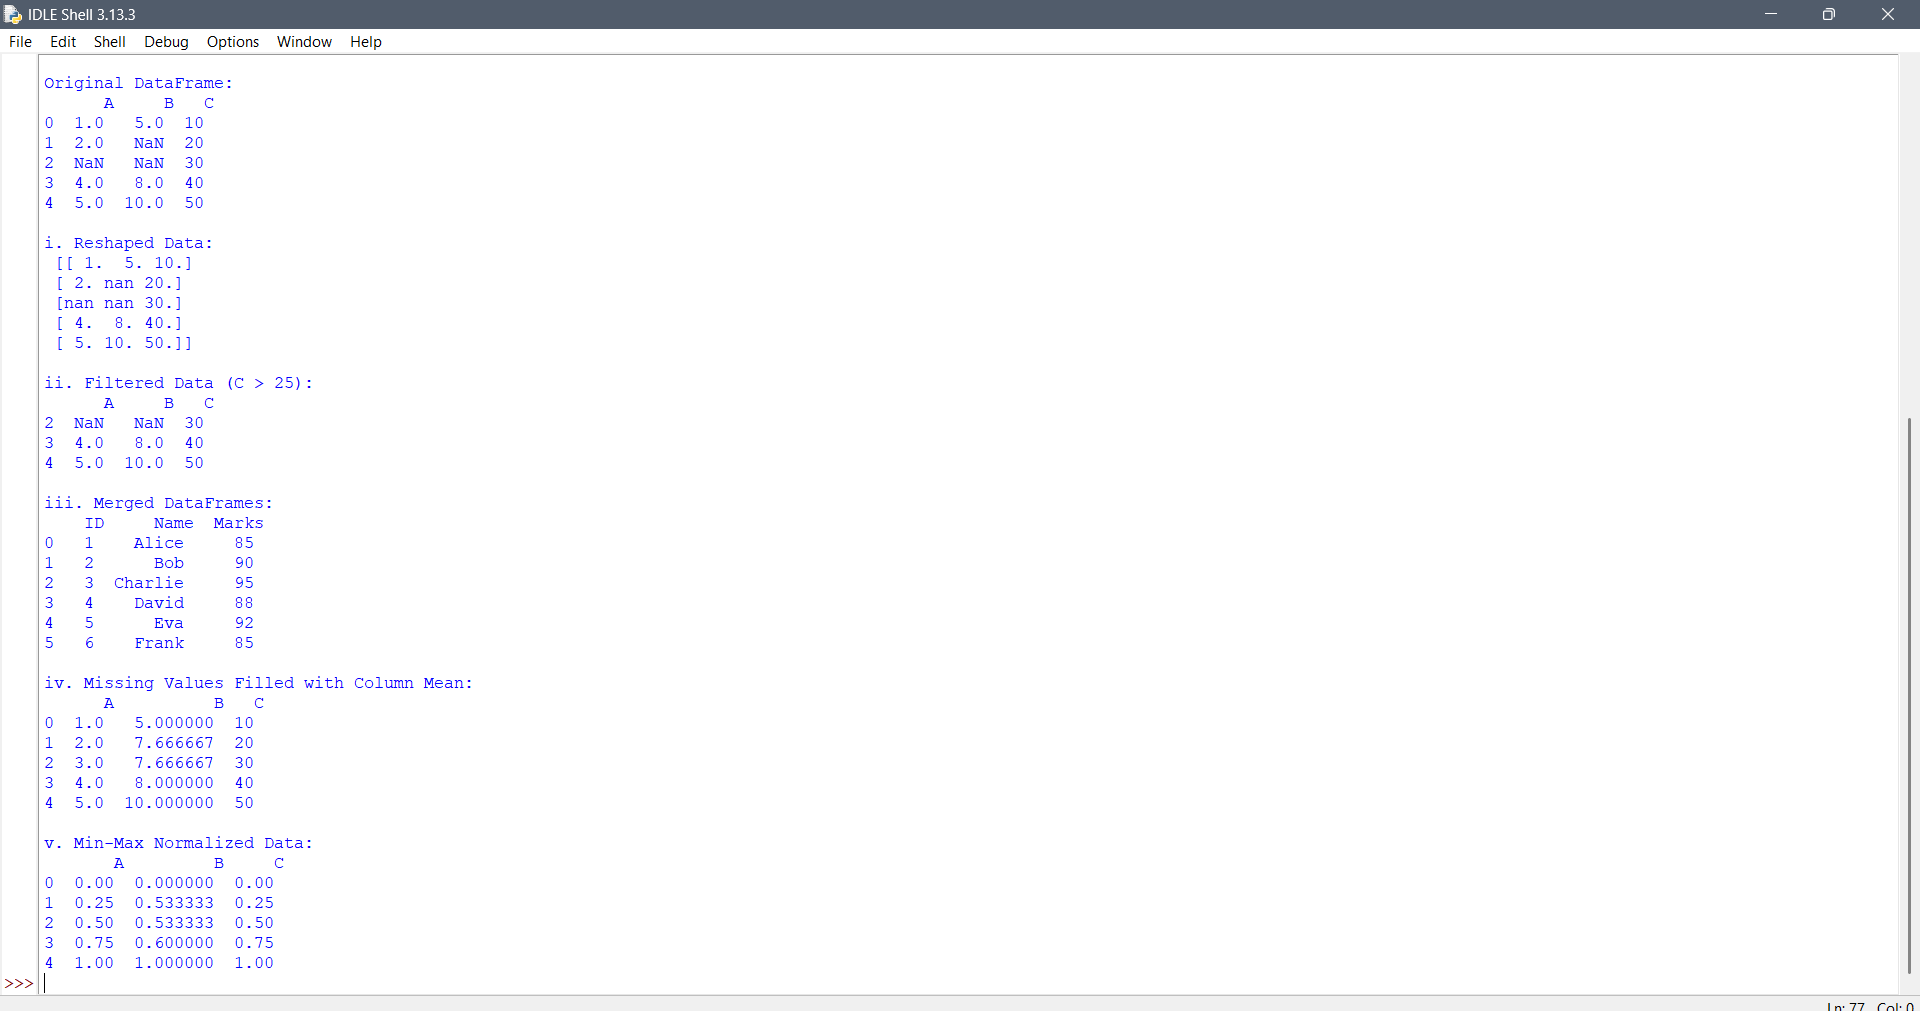 IDLE Shell 3.13.3
File Edit Shell Debug Options Window Help
Original DataFrame:
      A     B   C
0  1.0   5.0  10
1  2.0   NaN  20
2  NaN   NaN  30
3  4.0   8.0  40
4  5.0  10.0  50
i. Reshaped Data:
 [[ 1.  5. 10.]
 [ 2. nan 20.]
 [nan nan 30.]
 [ 4.  8. 40.]
 [ 5. 10. 50.]]
ii. Filtered Data (C > 25):
      A     B   C
2  NaN   NaN  30
3  4.0   8.0  40
4  5.0  10.0  50
iii. Merged DataFrames:
    ID     Name  Marks
0   1    Alice     85
1   2      Bob     90
2   3  Charlie     95
3   4    David     88
4   5      Eva     92
5   6    Frank     85
iv. Missing Values Filled with Column Mean:
      A          B   C
0  1.0   5.000000  10
1  2.0   7.666667  20
2  3.0   7.666667  30
3  4.0   8.000000  40
4  5.0  10.000000  50
v. Min-Max Normalized Data:
       A         B     C
0  0.00  0.000000  0.00
1  0.25  0.533333  0.25
2  0.50  0.533333  0.50
3  0.75  0.600000  0.75
4  1.00  1.000000  1.00
>>>
Ln: 77 Col: 0